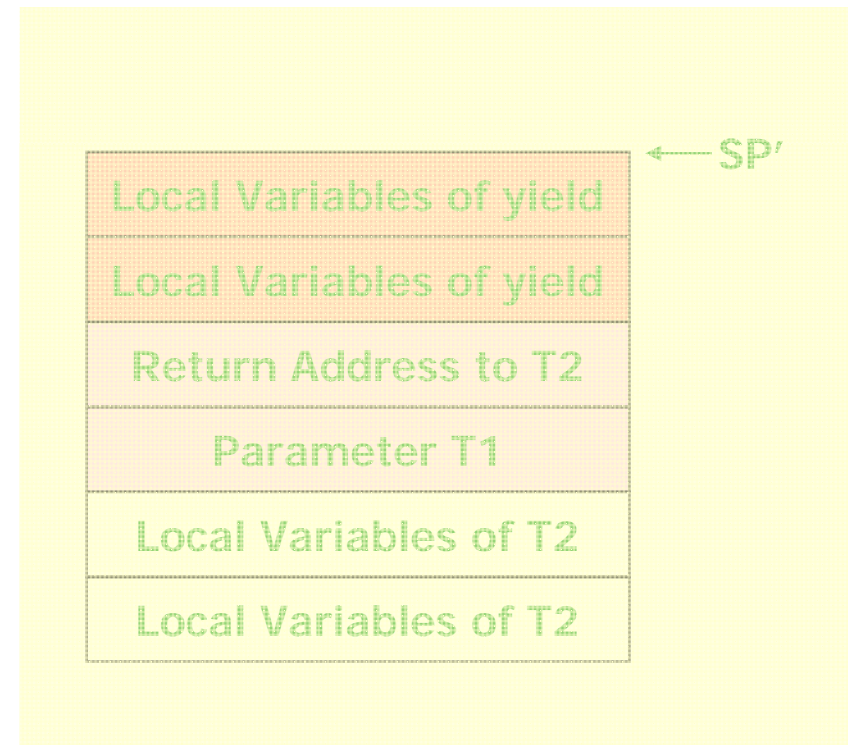 SP′
Local Variables of yield
Local Variables of yield
Return Address to T2
Parameter T1
Local Variables of T2
Local Variables of T2